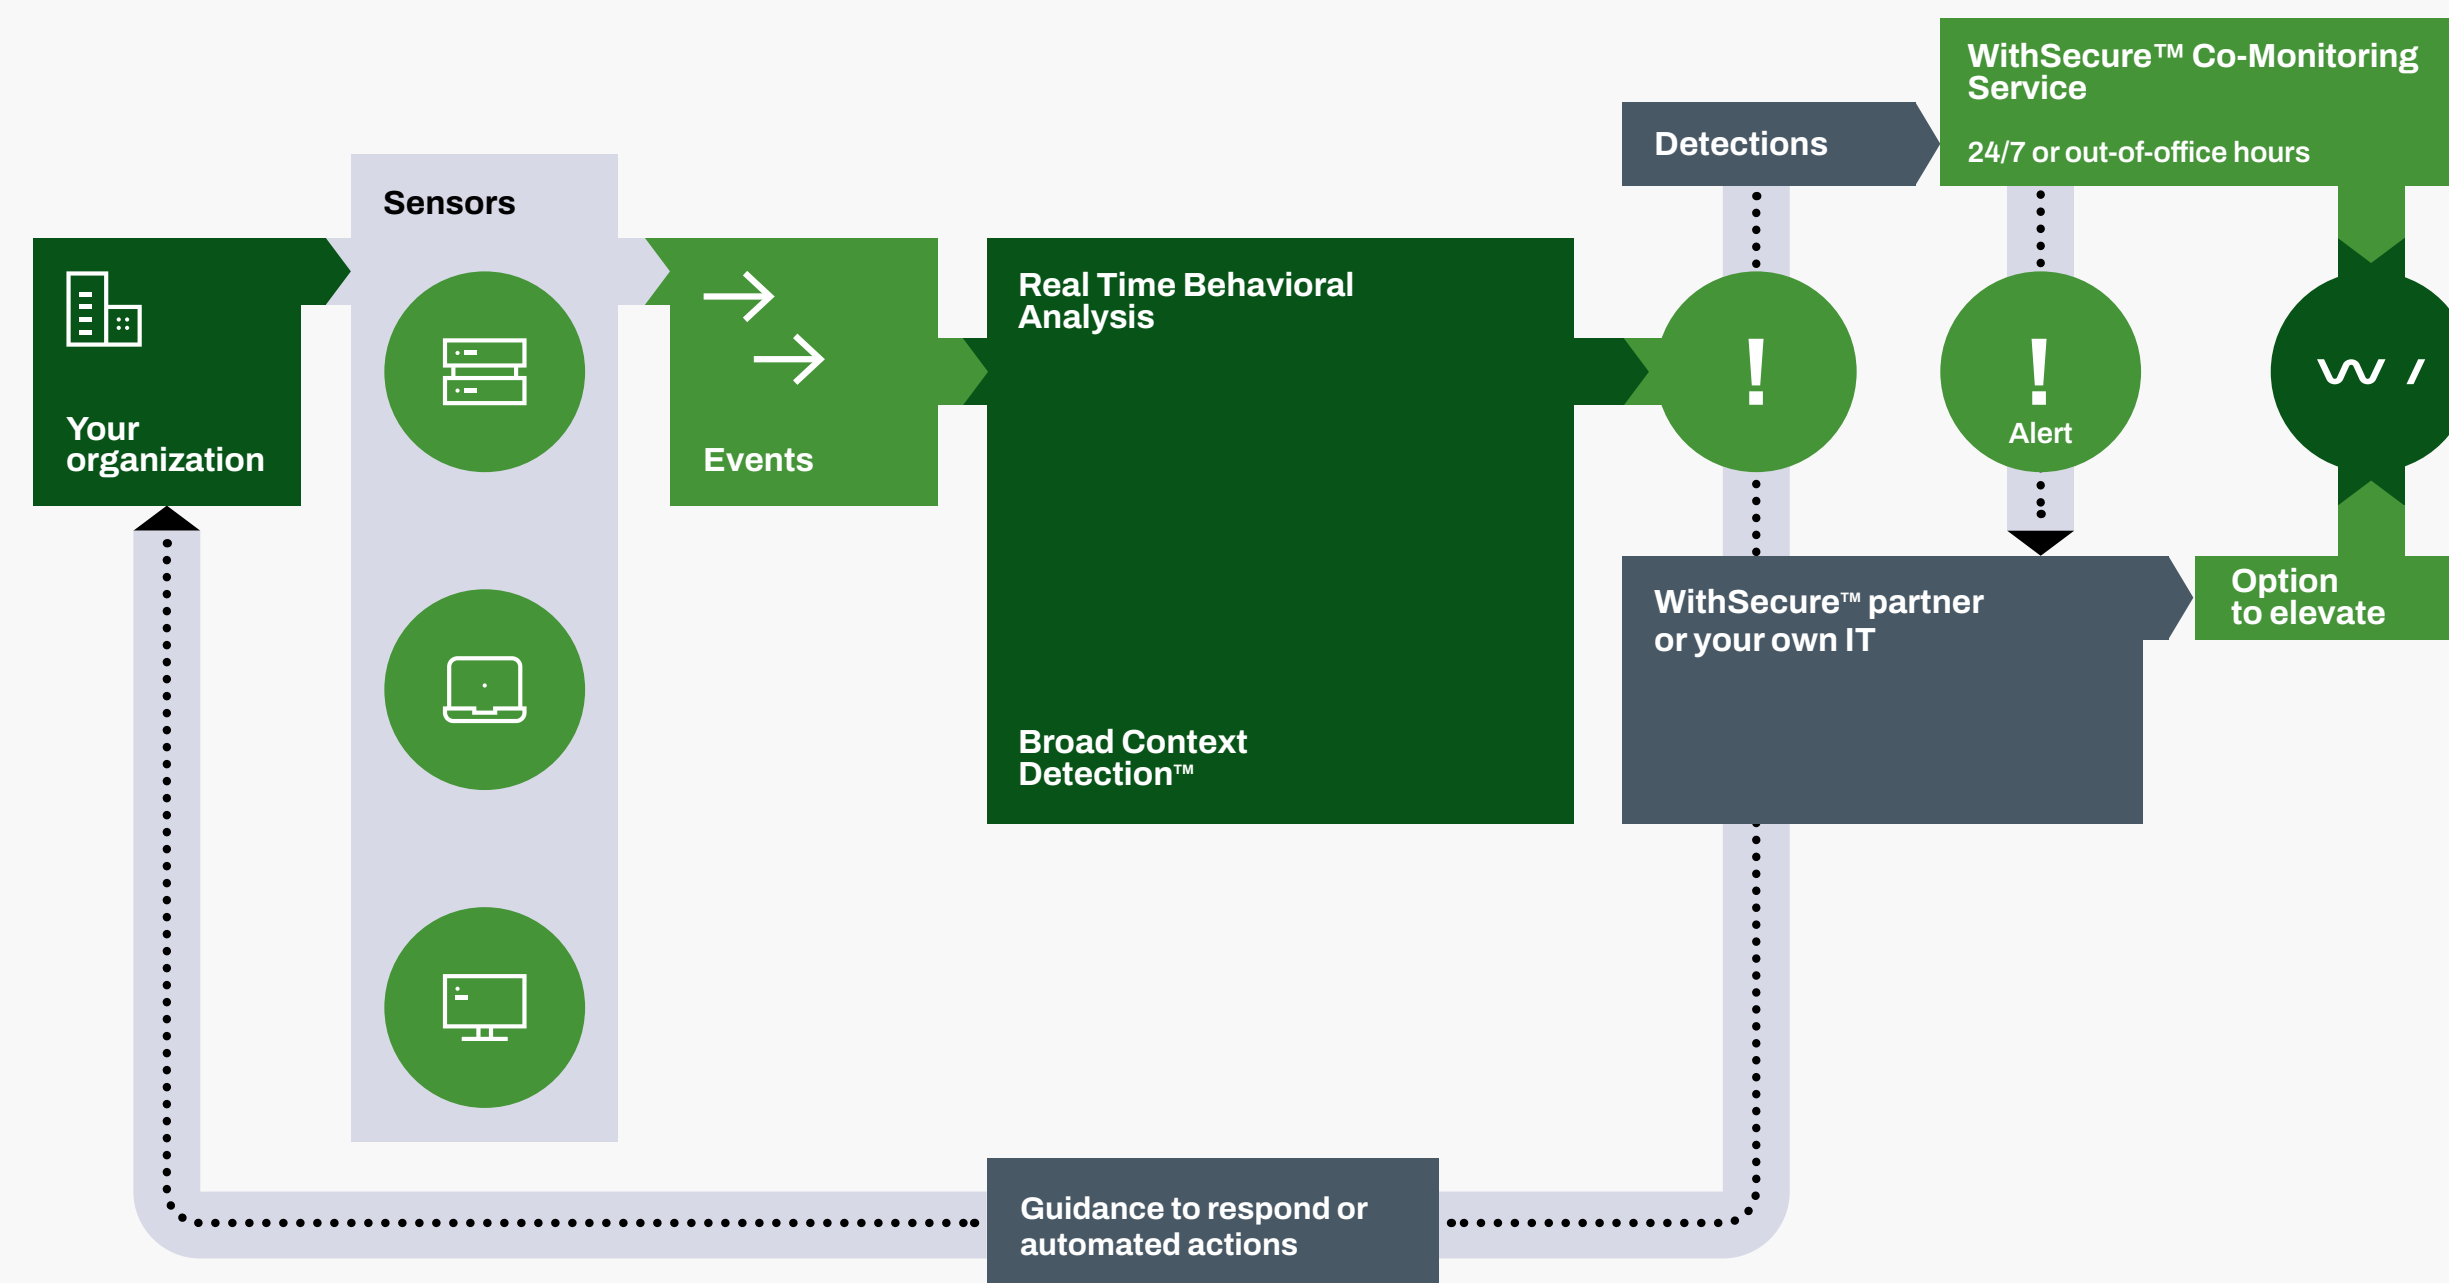 WithSecure™ Co-Monitoring
Service
24/7 or out-of-office hours
Detections
Sensors
Your
organization
Events
Real Time Behavioral
Analysis
Broad Context
Detection™
!
!
Alert
WithSecure™ partner
or your own IT
Option
to elevate
Guidance to respond or
automated actions